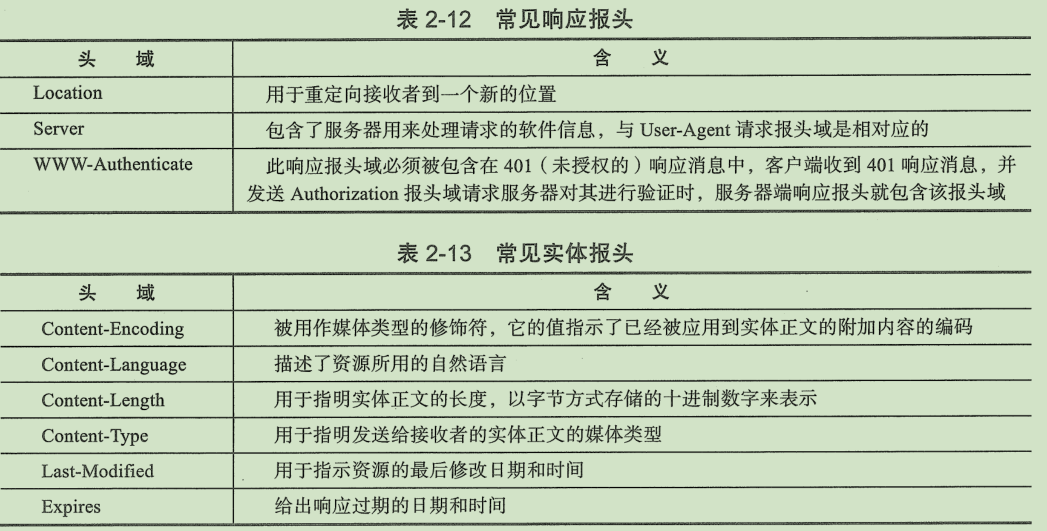 表 2-12 常见响应报头
头 域 含 义
Location 用于重定向接收者到一个新的位置
Server 包含了服务器用来处理请求的软件信息，与 User-Agent 请求报头域是相对应的
WWW-Authenticate 此响应报头域必须被包含在 401（未授权的）响应消息中，客户端收到 401 响应消息，并
发送 Authorization 报头域请求服务器对其进行验证时，服务器端响应报头就包含该报头域
表 2-13 常见实体报头
头 域 含 义
Content-Encoding 被用作媒体类型的修饰符，它的值指示了已经被应用到实体正文的附加内容的编码
Content-Language 描述了资源所用的自然语言
Content-Length 用于指明实体正文的长度，以字节方式存储的十进制数字来表示
Content-Type 用于指明发送给接收者的实体正文的媒体类型
Last-Modified 用于指示资源的最后修改日期和时间
Expires 给出响应过期的日期和时间